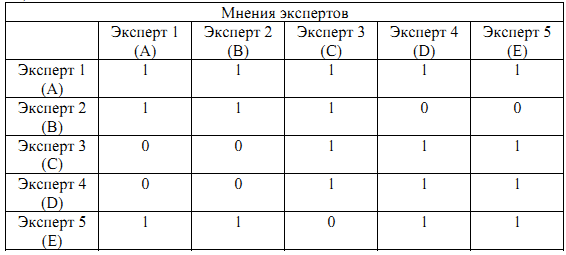 Мнения экспертов
Эксперт 1 Эксперт 2 Эксперт 3 Эксперт 4 Эксперт 5
(A) (B) (C) (D) (E)
Эксперт 1 1 1 1 1 1
(A)
Эксперт 2 1 1 1 0 0
(B)
Эксперт 3 0 0 1 1 1
(C)
Эксперт 4 0 0 1 1 1
(D)
Эксперт 5 1 1 0 1 1
(E)